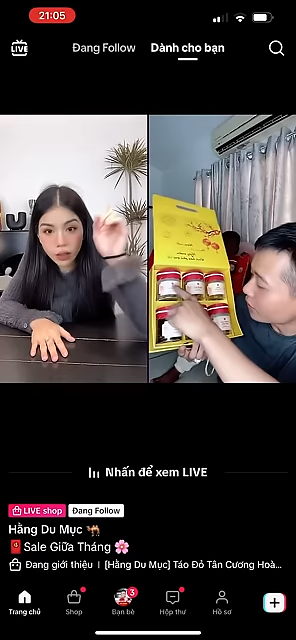 21:05
LIVE
Đang Follow
Dành cho bạn
Nhấn để xem LIVE
LIVE shop
Đang Follow
Hằng Du Mục 🐫
🧧Sale Giữa Tháng 🌸
Đang giới thiệu | [Hằng Du Mục] Táo Đỏ Tân Cương Hoà...
3
Trang chủ
Shop
Bạn bè
Hộp thư
Hồ sơ